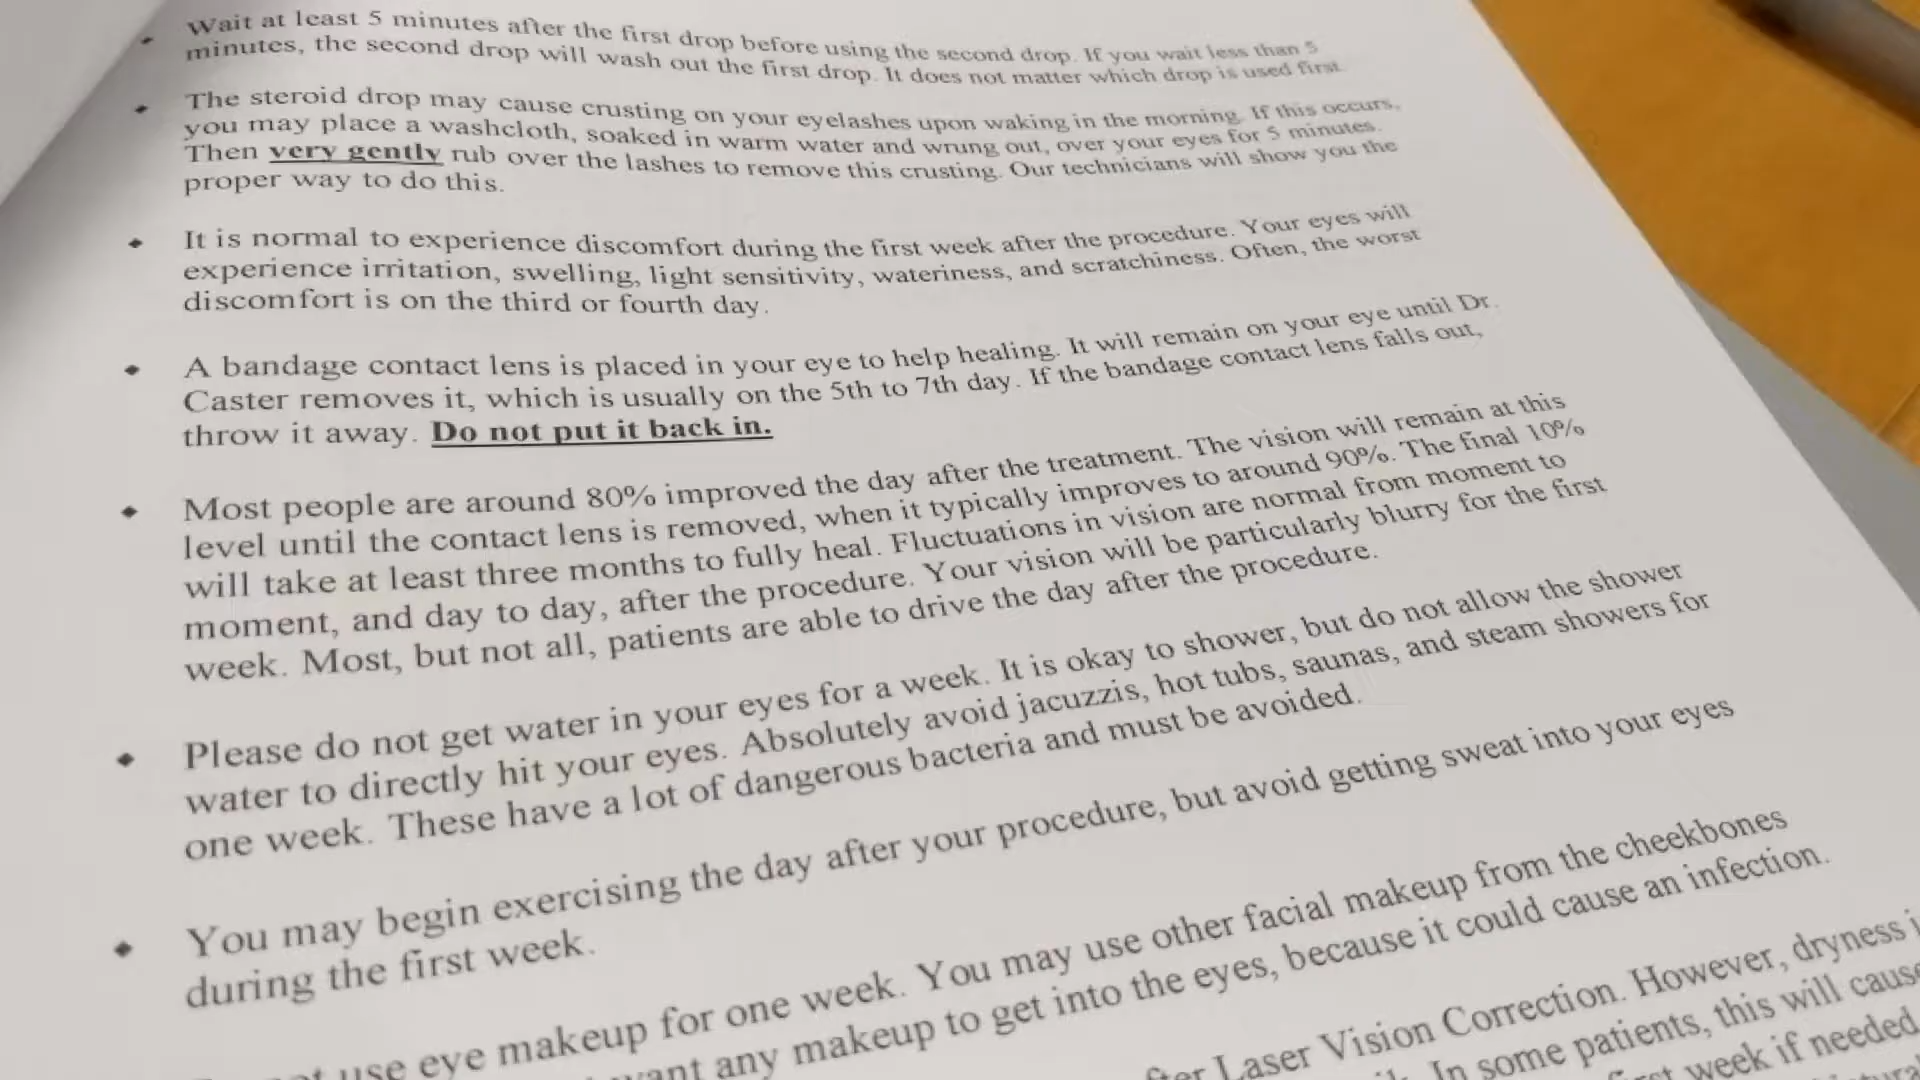 Wait at least 5 minutes after the first drop before using the second drop. If you wait less than 5
minutes, the second drop will wash out the first drop. It does not matter which drop is used first.
The steroid drop may cause crusting on your eyelashes upon waking in the morning. If this occurs,
you may place a washcloth, soaked in warm water and wrung out, over your eyes for 5 minutes.
Then very gently rub over the lashes to remove this crusting. Our technicians will show you the
proper way to do this.
It is normal to experience discomfort during the first week after the procedure. Your eyes will
experience irritation, swelling, light sensitivity, wateriness, and scratchiness. Often, the worst
discomfort is on the third or fourth day.
A bandage contact lens is placed in your eye to help healing. It will remain on your eye until Dr.
Caster removes it, which is usually on the 5th to 7th day. If the bandage contact lens falls out,
throw it away. Do not put it back in.
Most people are around 80% improved the day after the treatment. The vision will remain at this
level until the contact lens is removed, when it typically improves to around 90%. The final 10%
will take at least three months to fully heal. Fluctuations in vision are normal from moment to
moment, and day to day, after the procedure. Your vision will be particularly blurry for the first
week. Most, but not all, patients are able to drive the day after the procedure.
Please do not get water in your eyes for a week. It is okay to shower, but do not allow the shower
water to directly hit your eyes. Absolutely avoid jacuzzis, hot tubs, saunas, and steam showers for
one week. These have a lot of dangerous bacteria and must be avoided.
You may begin exercising the day after your procedure, but avoid getting sweat into your eyes
during the first week.
use eye makeup for one week. You may use other facial makeup from the cheekbones
want any makeup to get into the eyes, because it could cause an infection.
Laser Vision Correction. However, dryness
In some patients, this will cause
week if needed